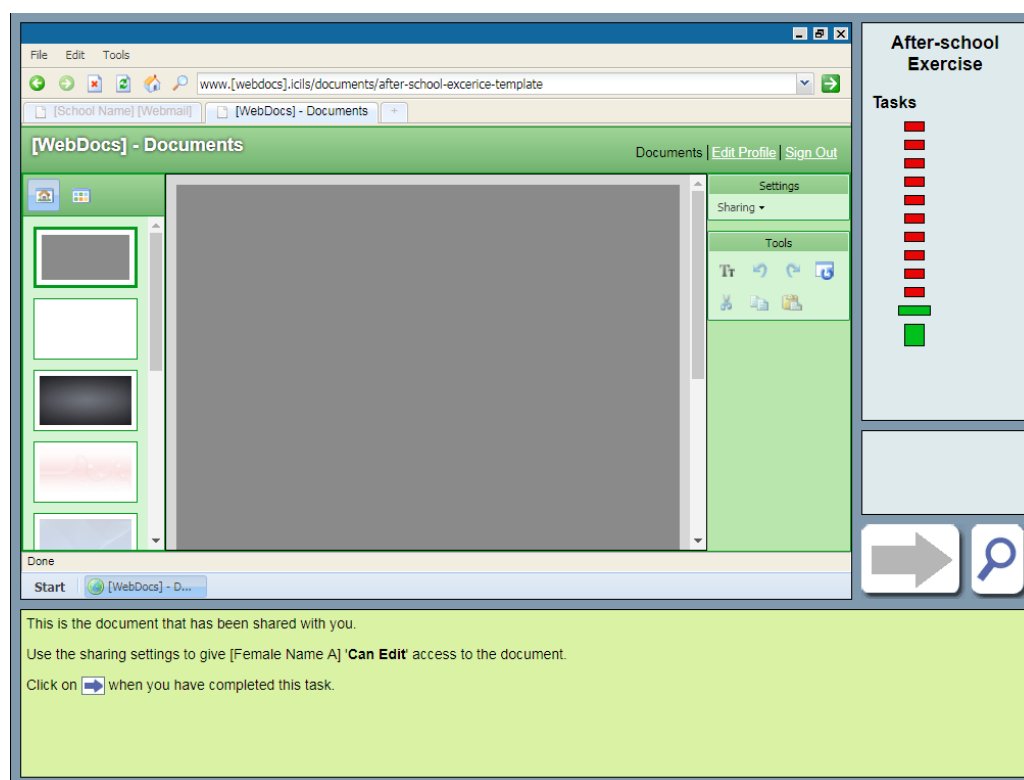 File Edit Tools
www.[webdocs].icils/documents/after-school-excerice-template
[School Name] [Webmail] [WebDocs] - Documents +
[WebDocs] - Documents
Documents | Edit Profile | Sign Out
Settings
Sharing
Tools
Done
Start [WebDocs] - D...
After-school
Exercise
Tasks
This is the document that has been shared with you.
Use the sharing settings to give [Female Name A] 'Can Edit' access to the document.
Click on when you have completed this task.